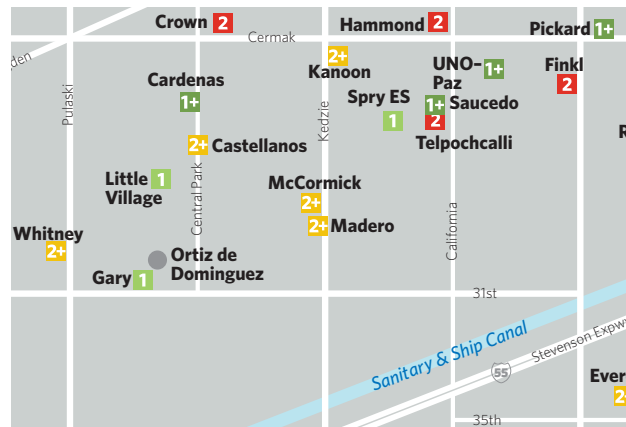 Crown 2
Hammond 2
Pickard 1+
Cermak
Kanoon 2+
UNO–
Paz 1+
Finkl 2
Cardenas 1+
Pulaski
Kedzie
Spry ES 1
1+ Saucedo
2
Telpochcalli
2+ Castellanos
Little
Village 1
Central Park
McCormick 2+
2+ Madero
California
Whitney 2+
Ortiz de
Dominguez
Gary 1
31st
Sanitary & Ship Canal
Stevenson Expwy
55
2+
35th